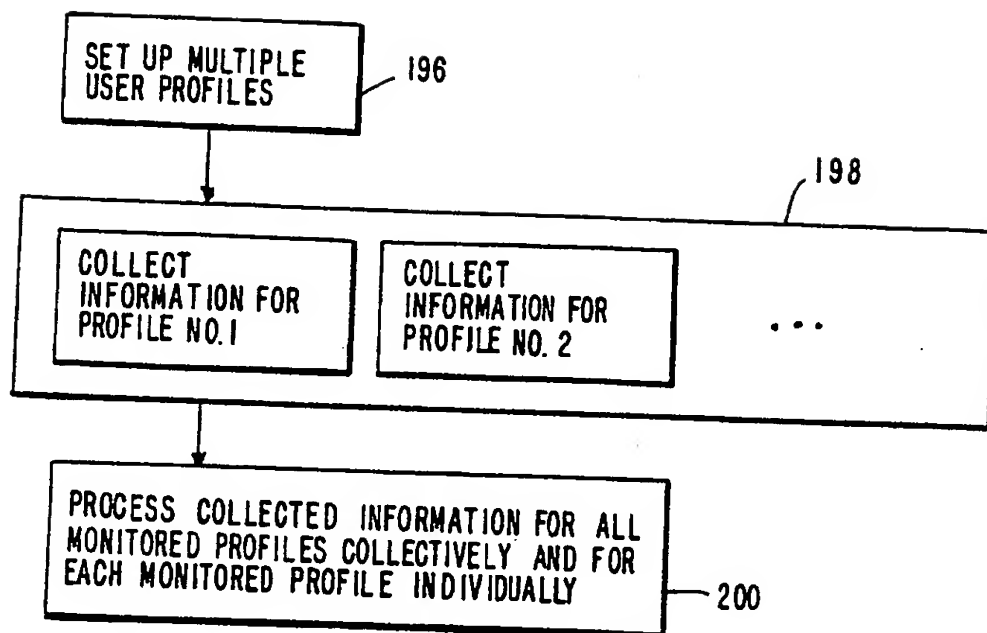 SET UP MULTIPLE
USER PROFILES
196
198
COLLECT
INFORMATION FOR
PROFILE NO. 1
COLLECT
INFORMATION FOR
PROFILE NO. 2
...
PROCESS COLLECTED INFORMATION FOR ALL
MONITORED PROFILES COLLECTIVELY AND FOR
EACH MONITORED PROFILE INDIVIDUALLY
200